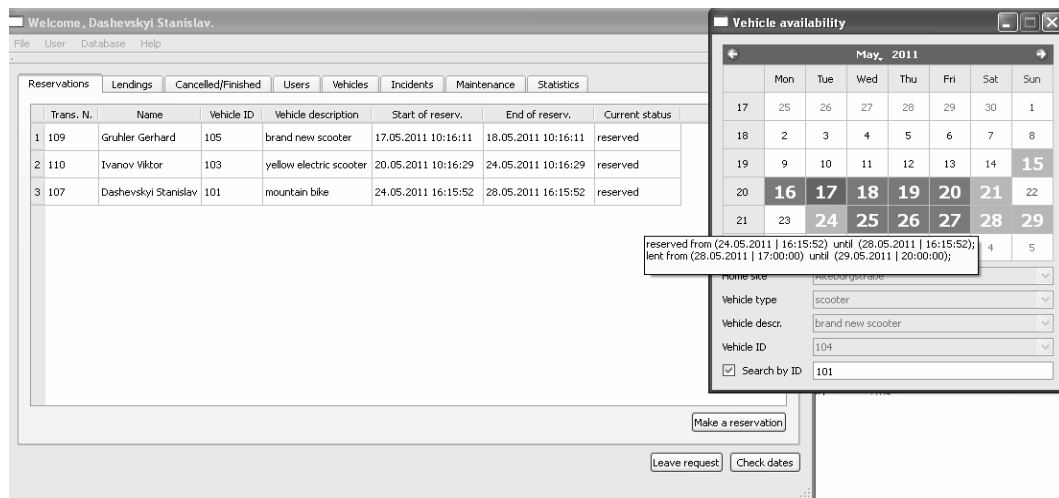 Welcome, Dashevskyi Stanislav.
File User Database Help
Reservations Lendings Cancelled/Finished Users Vehicles Incidents Maintenance Statistics
Trans. N. Name Vehicle ID Vehicle description Start of reserv. End of reserv. Current status
1 109 Gruhler Gerhard 105 brand new scooter 17.05.2011 10:16:11 18.05.2011 10:16:11 reserved
2 110 Ivanov Viktor 103 yellow electric scooter 20.05.2011 10:16:29 24.05.2011 10:16:29 reserved
3 107 Dashevskyi Stanislav 101 mountain bike 24.05.2011 16:15:52 28.05.2011 16:15:52 reserved
Make a reservation
Leave request Check dates
Vehicle availability
May, 2011
Mon Tue Wed Thu Fri Sat Sun
17 25 26 27 28 29 30 1
18 2 3 4 5 6 7 8
19 9 10 11 12 13 14 15
20 16 17 18 19 20 21 22
21 23 24 25 26 27 28 29
4 5
reserved from (24.05.2011 | 16:15:52) until (28.05.2011 | 16:15:52);
lent from (28.05.2011 | 17:00:00) until (29.05.2011 | 20:00:00);
Home site Alteburgstraße
Vehicle type scooter
Vehicle descr. brand new scooter
Vehicle ID 104
Search by ID 101